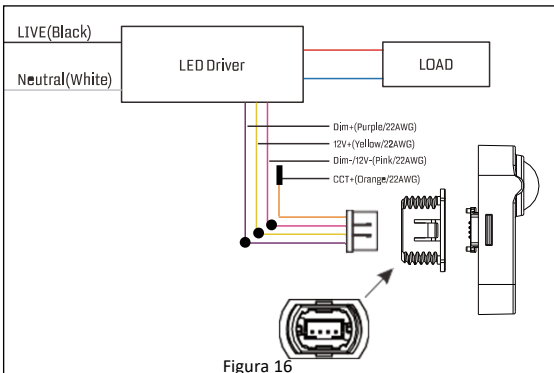 LIVE(Black)
Neutral(White)
LED Driver
LOAD
Dim+(Purple/22AWG)
12V+(Yellow/22AWG)
Dim-/12V-(Pink/22AWG)
CCT+(Orange/22AWG)
Figura 16